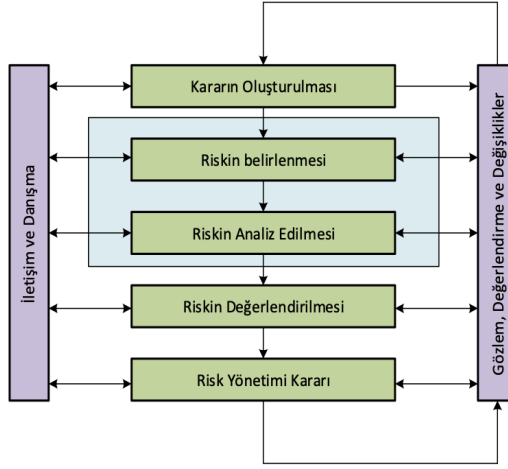 Kararın Oluşturulması
Riskin belirlenmesi
Riskin Analiz Edilmesi
Riskin Değerlendirilmesi
Risk Yönetimi Kararı
İletişim ve Danışma
Gözlem, Değerlendirme ve Değişiklikler